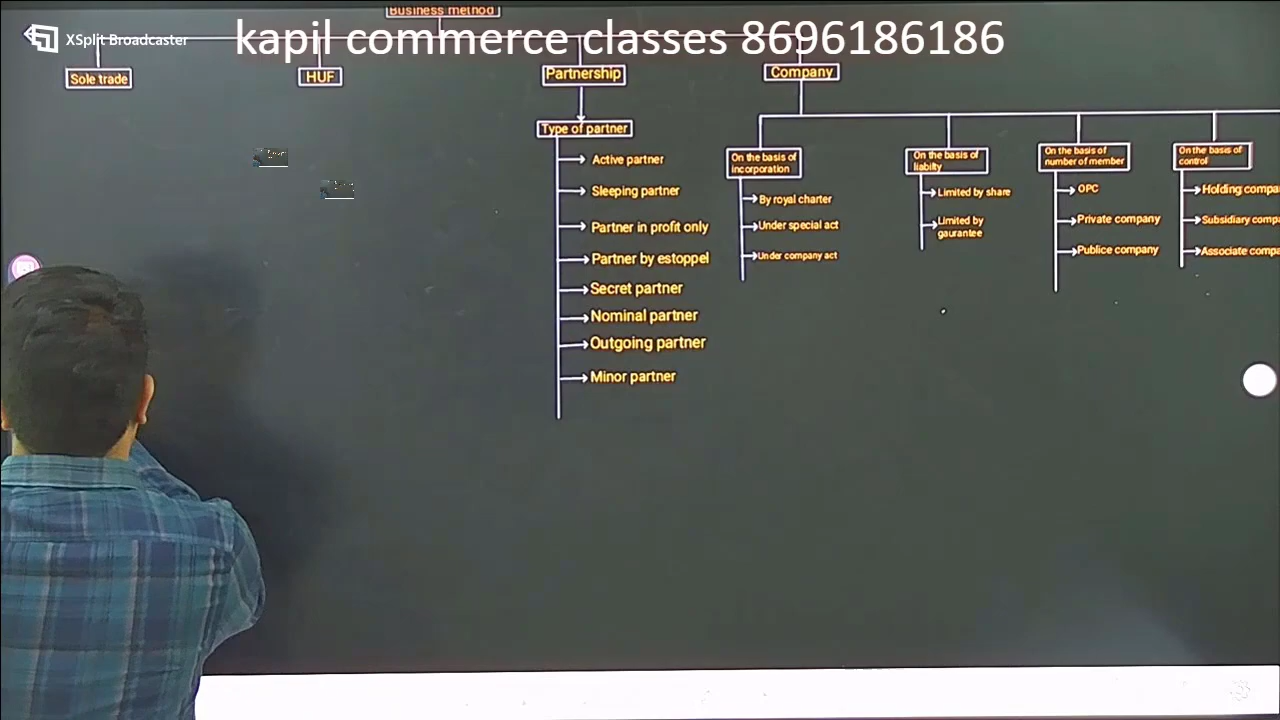 Business method
XSplit Broadcaster
kapil commerce classes 8696186186
Sole trade
HUF
Partnership
Company
Type of partner
Active partner
Sleeping partner
Partner in profit only
Partner by estoppel
Secret partner
Nominal partner
Outgoing partner
Minor partner
On the basis of
incorporation
By royal charter
Under special act
Under company act
On the basis of
liabilty
Limited by share
Limited by
gaurantee
On the basis of
number of member
OPC
Private company
Publice company
On the basis of
control
Holding compa
Subsidiary comp
Associate compa